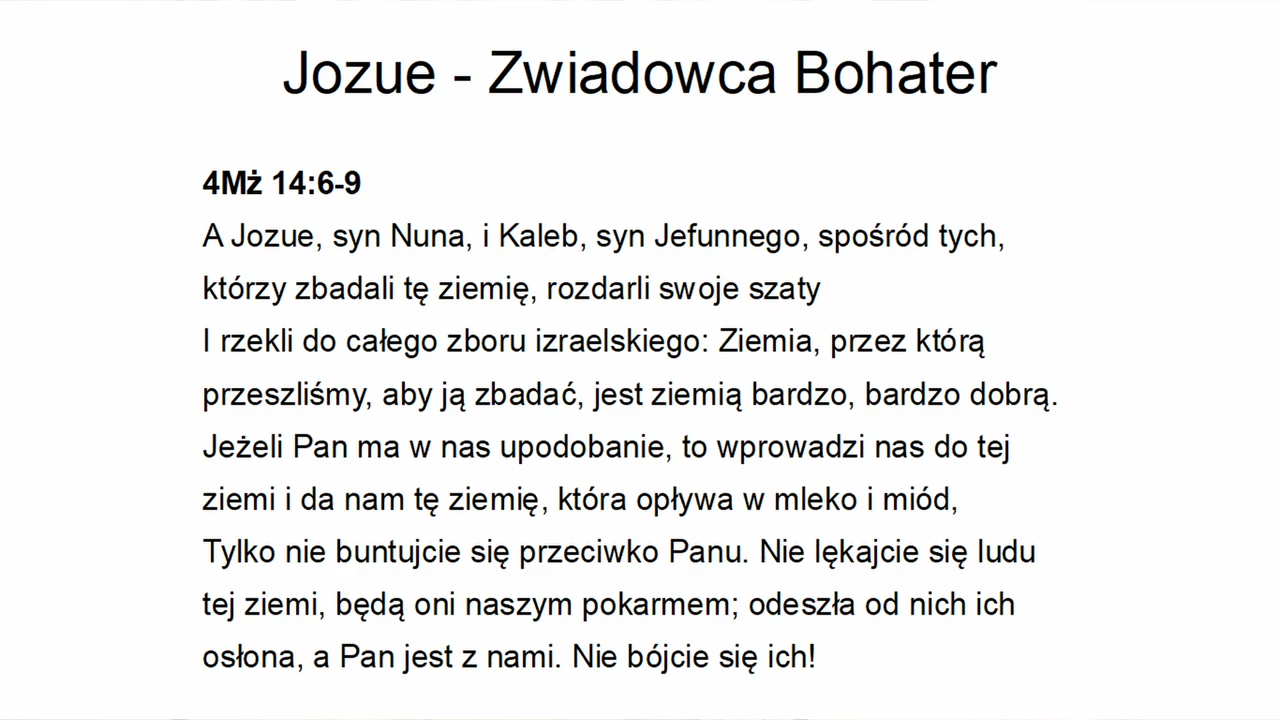 Jozue - Zwiadowca Bohater
4Mż 14:6-9
A Jozue, syn Nuna, i Kaleb, syn Jefunnego, spośród tych,
którzy zbadali tę ziemię, rozdarli swoje szaty
I rzekli do całego zboru izraelskiego: Ziemia, przez którą
przeszliśmy, aby ją zbadać, jest ziemią bardzo, bardzo dobrą.
Jeżeli Pan ma w nas upodobanie, to wprowadzi nas do tej
ziemi i da nam tę ziemię, która opływa w mleko i miód,
Tylko nie buntujcie się przeciwko Panu. Nie lękajcie się ludu
tej ziemi, będą oni naszym pokarmem; odeszła od nich ich
osłona, a Pan jest z nami. Nie bójcie się ich!